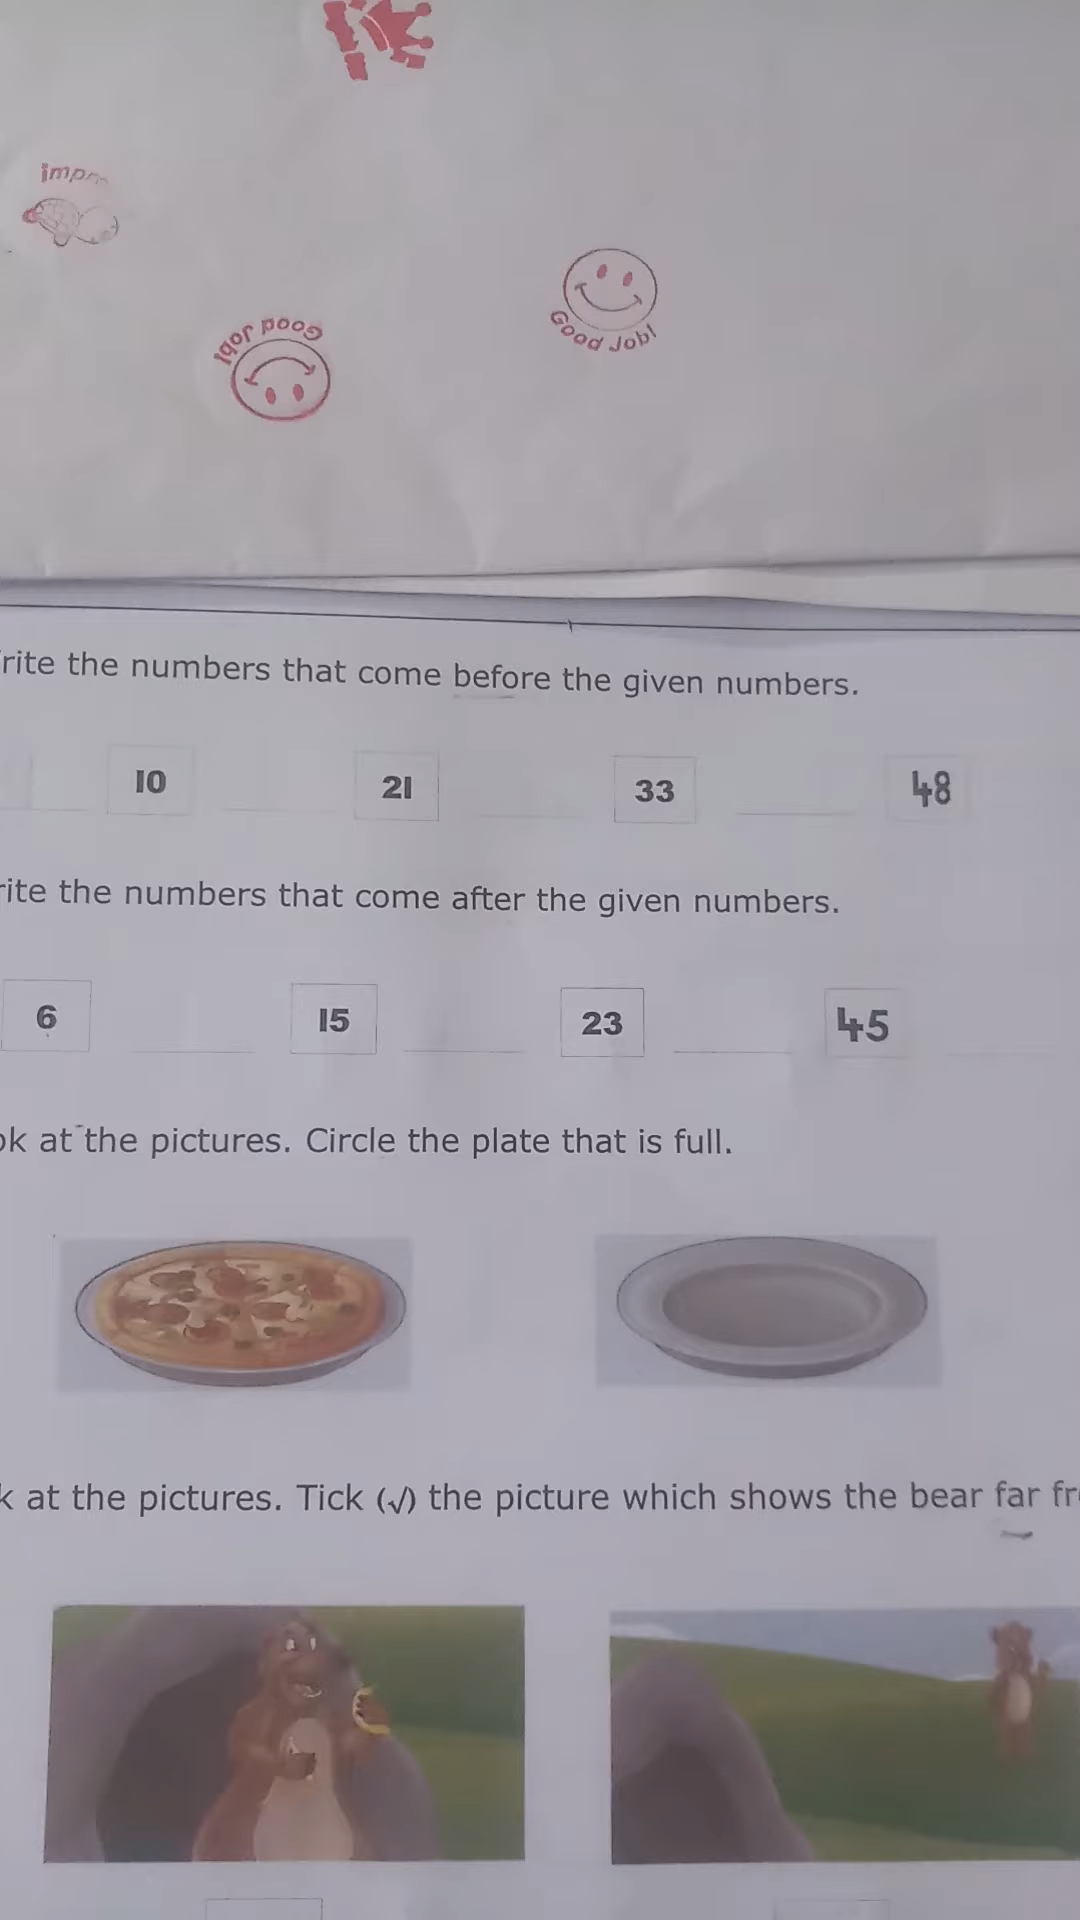 Good Job!
Good Job!
rite the numbers that come before the given numbers.
10 21 33 48
rite the numbers that come after the given numbers.
6 15 23 45
ok at the pictures. Circle the plate that is full.
k at the pictures. Tick (√) the picture which shows the bear far fr